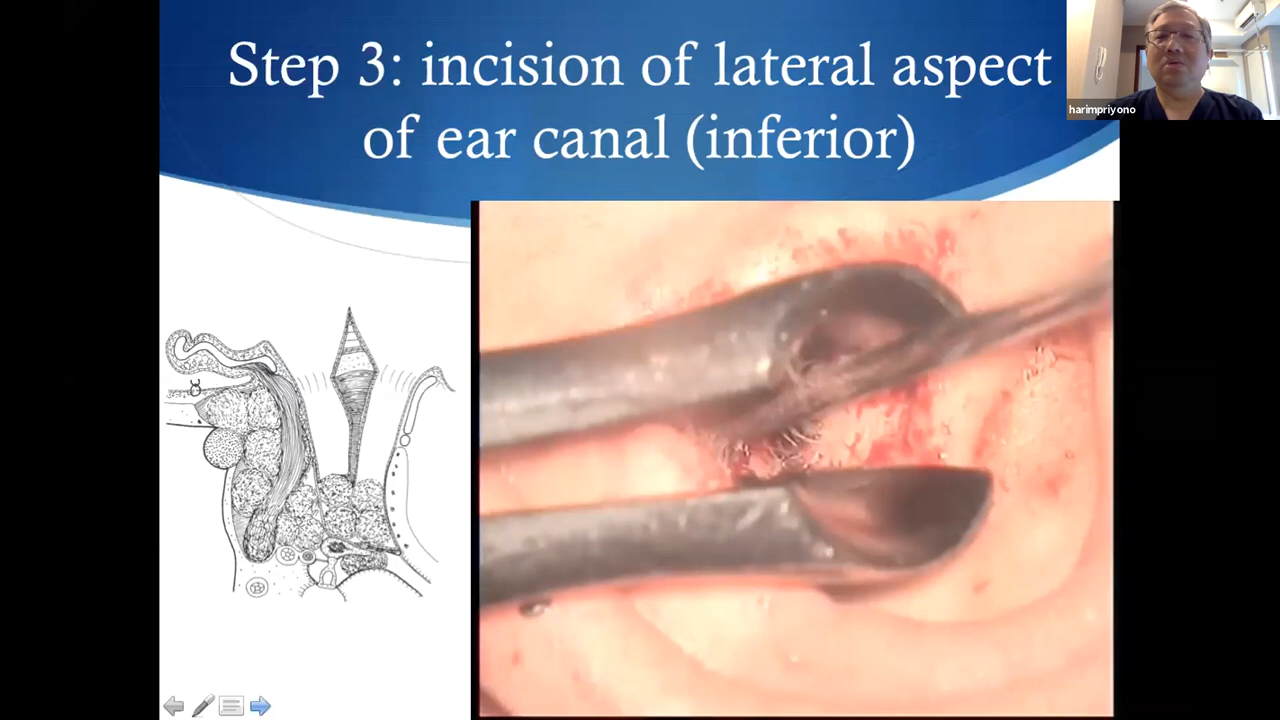 Step 3: incision of lateral aspect
of ear canal (inferior)
harimpriyono